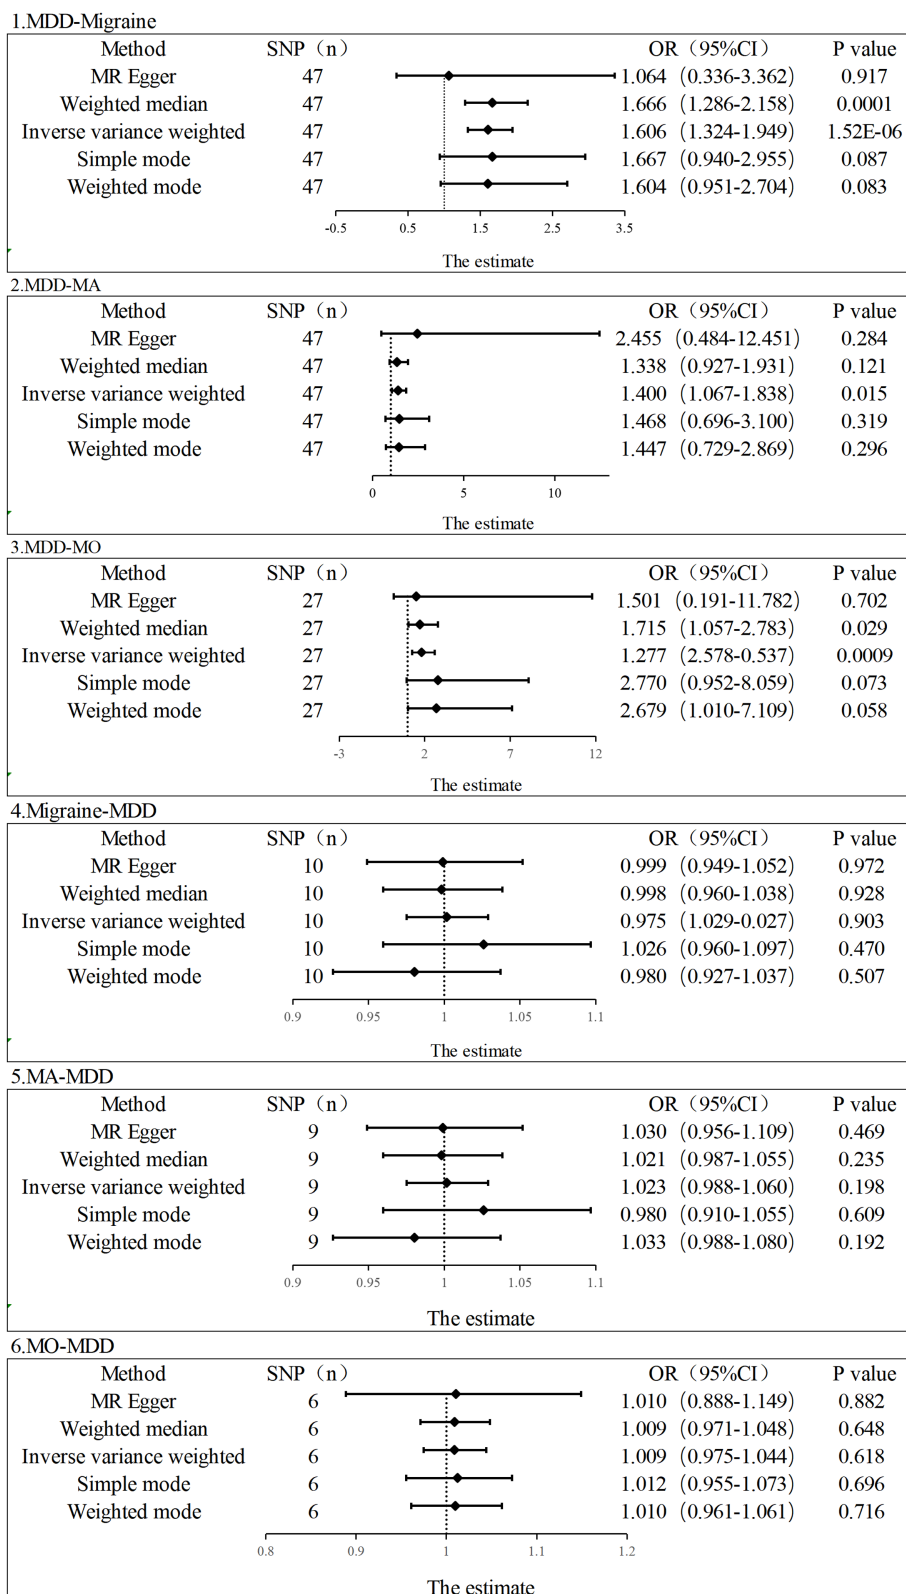 1.MDD-Migraine
Method SNP（n） OR（95%CI） P value
MR Egger 47 1.064 (0.336-3.362) 0.917
Weighted median 47 1.666 (1.286-2.158) 0.0001
Inverse variance weighted 47 1.606 (1.324-1.949) 1.52E-06
Simple mode 47 1.667 (0.940-2.955) 0.087
Weighted mode 47 1.604 (0.951-2.704) 0.083
-0.5 0.5 1.5 2.5 3.5
The estimate
2.MDD-MA
Method SNP（n） OR（95%CI） P value
MR Egger 47 2.455 (0.484-12.451) 0.284
Weighted median 47 1.338 (0.927-1.931) 0.121
Inverse variance weighted 47 1.400 (1.067-1.838) 0.015
Simple mode 47 1.468 (0.696-3.100) 0.319
Weighted mode 47 1.447 (0.729-2.869) 0.296
0 5 10
The estimate
3.MDD-MO
Method SNP（n） OR（95%CI） P value
MR Egger 27 1.501 (0.191-11.782) 0.702
Weighted median 27 1.715 (1.057-2.783) 0.029
Inverse variance weighted 27 1.277 (2.578-0.537) 0.0009
Simple mode 27 2.770 (0.952-8.059) 0.073
Weighted mode 27 2.679 (1.010-7.109) 0.058
-3 2 7 12
The estimate
4.Migraine-MDD
Method SNP（n） OR（95%CI） P value
MR Egger 10 0.999 (0.949-1.052) 0.972
Weighted median 10 0.998 (0.960-1.038) 0.928
Inverse variance weighted 10 0.975 (1.029-0.027) 0.903
Simple mode 10 1.026 (0.960-1.097) 0.470
Weighted mode 10 0.980 (0.927-1.037) 0.507
0.9 0.95 1 1.05 1.1
The estimate
5.MA-MDD
Method SNP（n） OR（95%CI） P value
MR Egger 9 1.030 (0.956-1.109) 0.469
Weighted median 9 1.021 (0.987-1.055) 0.235
Inverse variance weighted 9 1.023 (0.988-1.060) 0.198
Simple mode 9 0.980 (0.910-1.055) 0.609
Weighted mode 9 1.033 (0.988-1.080) 0.192
0.9 0.95 1 1.05 1.1
The estimate
6.MO-MDD
Method SNP（n） OR（95%CI） P value
MR Egger 6 1.010 (0.888-1.149) 0.882
Weighted median 6 1.009 (0.971-1.048) 0.648
Inverse variance weighted 6 1.009 (0.975-1.044) 0.618
Simple mode 6 1.012 (0.955-1.073) 0.696
Weighted mode 6 1.010 (0.961-1.061) 0.716
0.8 0.9 1 1.1 1.2
The estimate